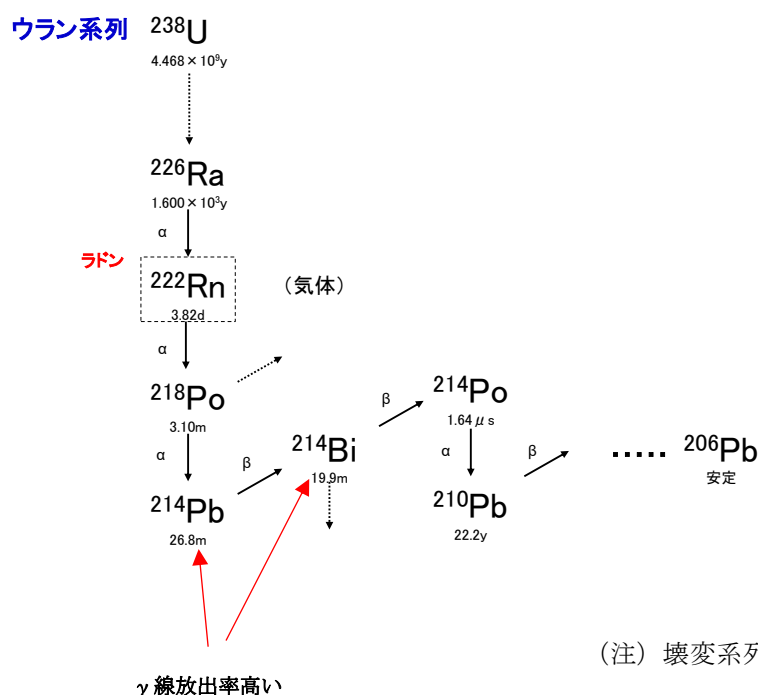 ウラン系列
²³⁸U
4.468×10⁹y
²²⁶Ra
1.600×10³y
α
ラドン
²²²Rn
3.82d
（気体）
α
²¹⁸Po
3.10m
α
²¹⁴Pb
26.8m
β
²¹⁴Bi
19.9m
β
²¹⁴Po
1.64μs
α
²¹⁰Pb
22.2y
β
‥‥‥
²⁰⁶Pb
安定
γ線放出率高い
（注）壊変系列